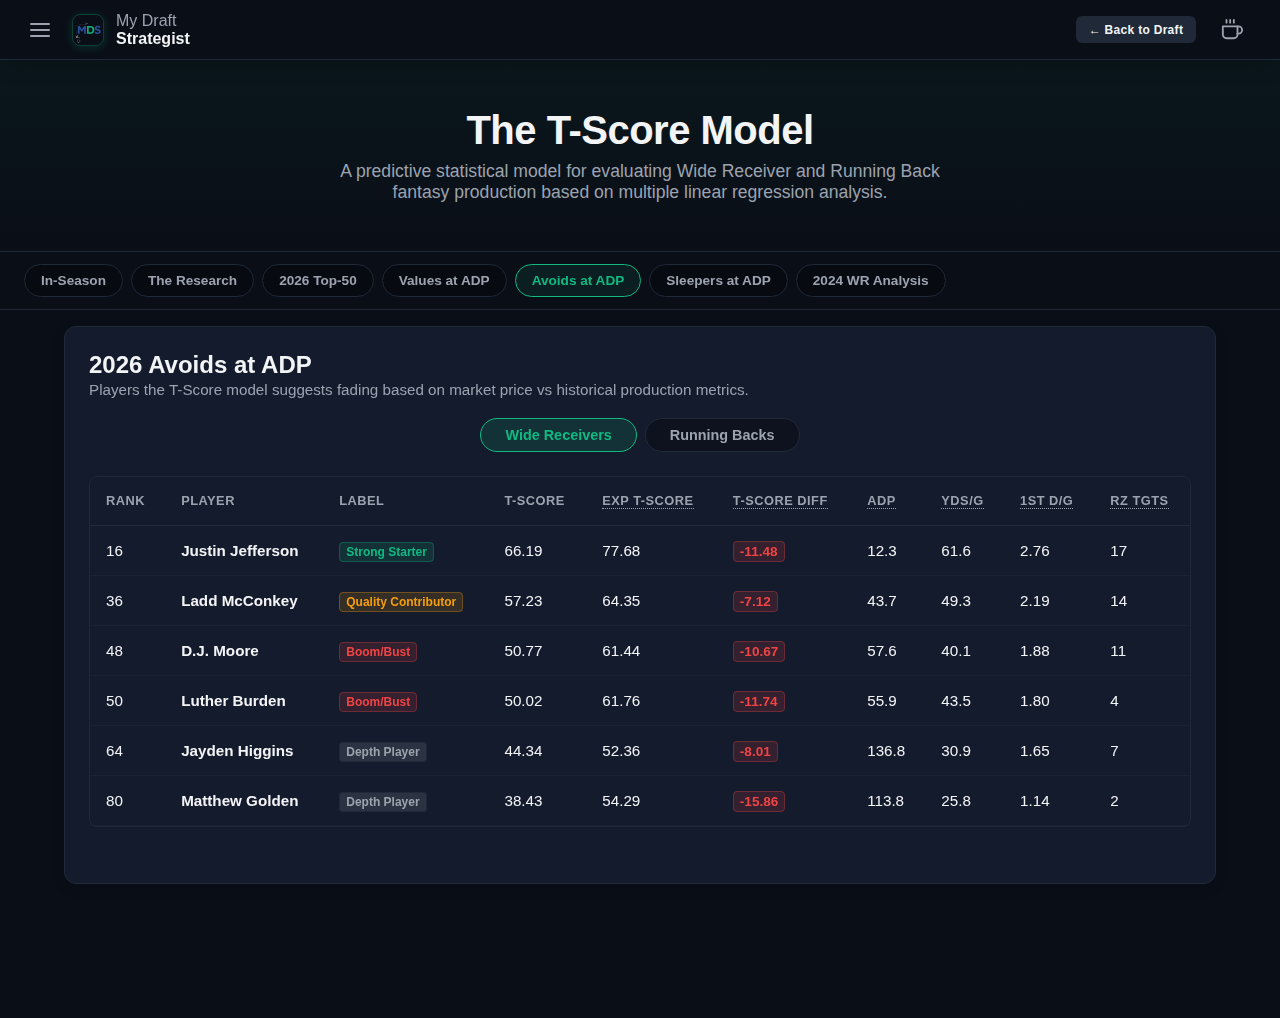 MDS
My Draft
Strategist
← Back to Draft
The T-Score Model
A predictive statistical model for evaluating Wide Receiver and Running Back
fantasy production based on multiple linear regression analysis.
In-Season The Research 2026 Top-50 Values at ADP Avoids at ADP Sleepers at ADP 2024 WR Analysis
2026 Avoids at ADP
Players the T-Score model suggests fading based on market price vs historical production metrics.
Wide Receivers Running Backs
RANK PLAYER LABEL T-SCORE EXP T-SCORE T-SCORE DIFF ADP YDS/G 1ST D/G RZ TGTS
16 Justin Jefferson Strong Starter 66.19 77.68 -11.48 12.3 61.6 2.76 17
36 Ladd McConkey Quality Contributor 57.23 64.35 -7.12 43.7 49.3 2.19 14
48 D.J. Moore Boom/Bust 50.77 61.44 -10.67 57.6 40.1 1.88 11
50 Luther Burden Boom/Bust 50.02 61.76 -11.74 55.9 43.5 1.80 4
64 Jayden Higgins Depth Player 44.34 52.36 -8.01 136.8 30.9 1.65 7
80 Matthew Golden Depth Player 38.43 54.29 -15.86 113.8 25.8 1.14 2